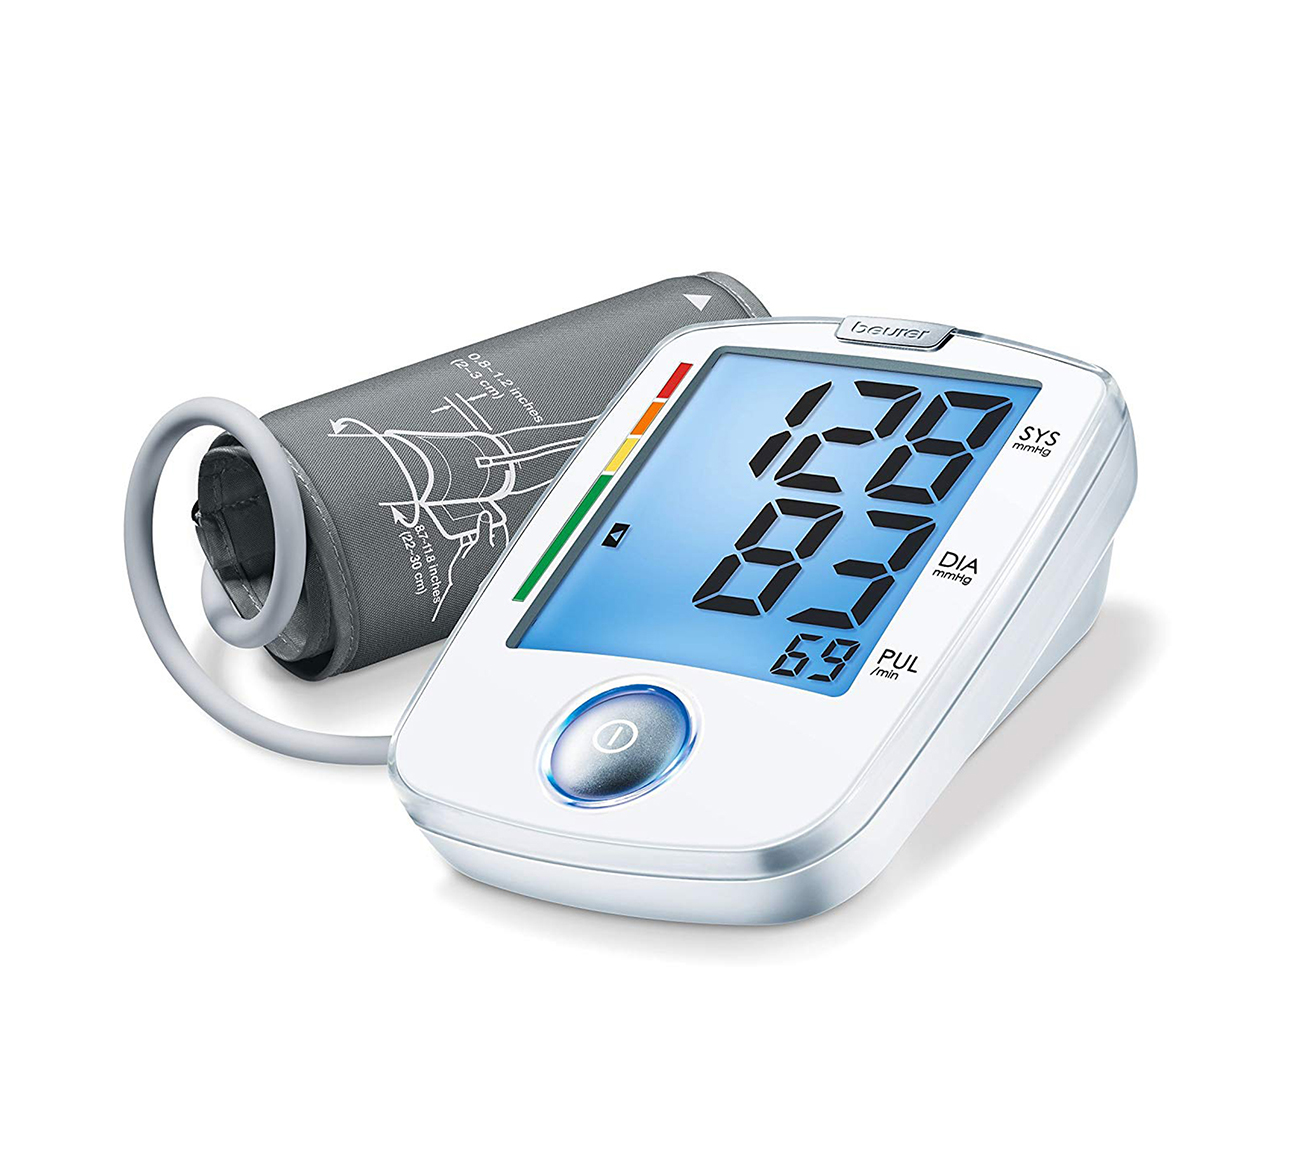 beurer
128
SYS
mmHg
83
DIA
mmHg
69
PUL
/min
0.8–1.2 inches
(2–3 cm)
8.7–11.8 inches
(22–30 cm)